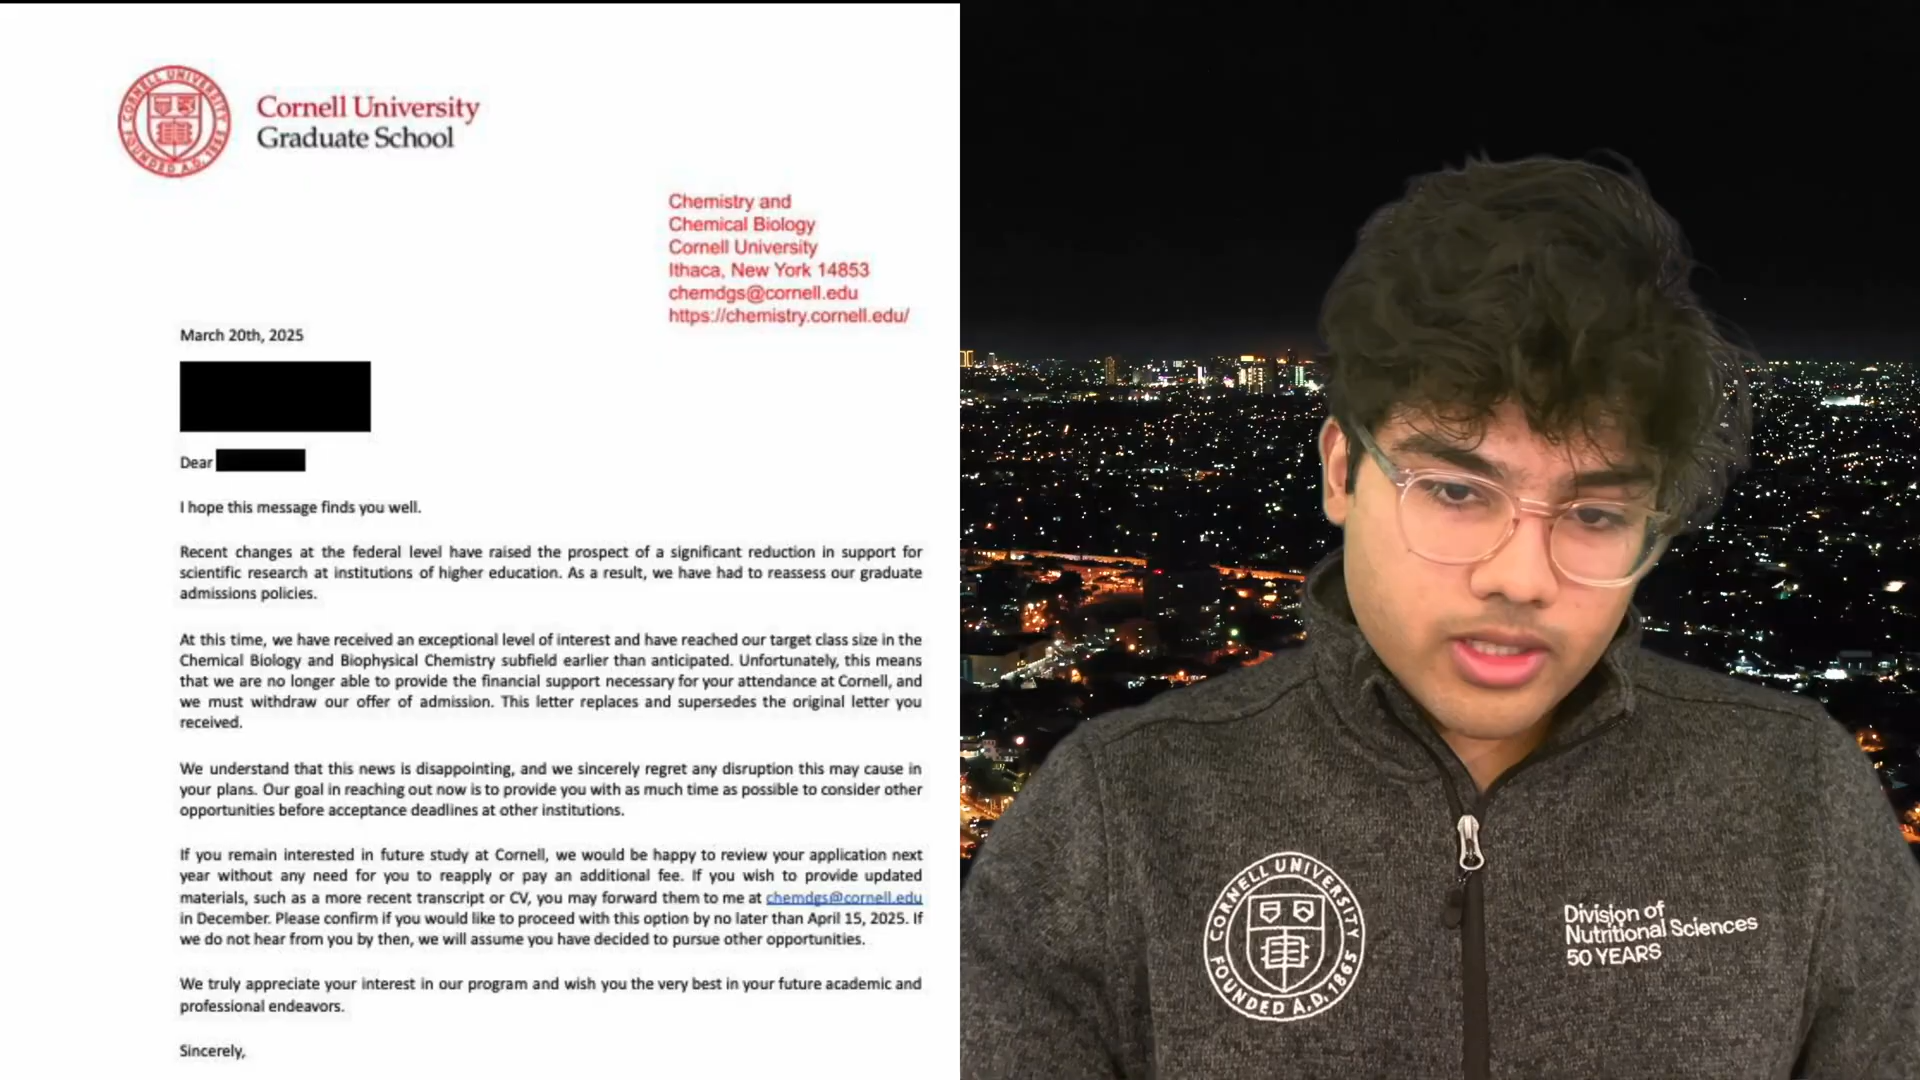 CORNELL UNIVERSITY
FOUNDED A.D. 1865
Cornell University
Graduate School
Chemistry and
Chemical Biology
Cornell University
Ithaca, New York 14853
chemdgs@cornell.edu
https://chemistry.cornell.edu/
March 20th, 2025
Dear
I hope this message finds you well.
Recent changes at the federal level have raised the prospect of a significant reduction in support for
scientific research at institutions of higher education. As a result, we have had to reassess our graduate
admissions policies.
At this time, we have received an exceptional level of interest and have reached our target class size in the
Chemical Biology and Biophysical Chemistry subfield earlier than anticipated. Unfortunately, this means
that we are no longer able to provide the financial support necessary for your attendance at Cornell, and
we must withdraw our offer of admission. This letter replaces and supersedes the original letter you
received.
We understand that this news is disappointing, and we sincerely regret any disruption this may cause in
your plans. Our goal in reaching out now is to provide you with as much time as possible to consider other
opportunities before acceptance deadlines at other institutions.
If you remain interested in future study at Cornell, we would be happy to review your application next
year without any need for you to reapply or pay an additional fee. If you wish to provide updated
materials, such as a more recent transcript or CV, you may forward them to me at chemdgs@cornell.edu
in December. Please confirm if you would like to proceed with this option by no later than April 15, 2025. If
we do not hear from you by then, we will assume you have decided to pursue other opportunities.
We truly appreciate your interest in our program and wish you the very best in your future academic and
professional endeavors.
Sincerely,
CORNELL UNIVERSITY
FOUNDED A.D. 1865
Division of
Nutritional Sciences
50 YEARS